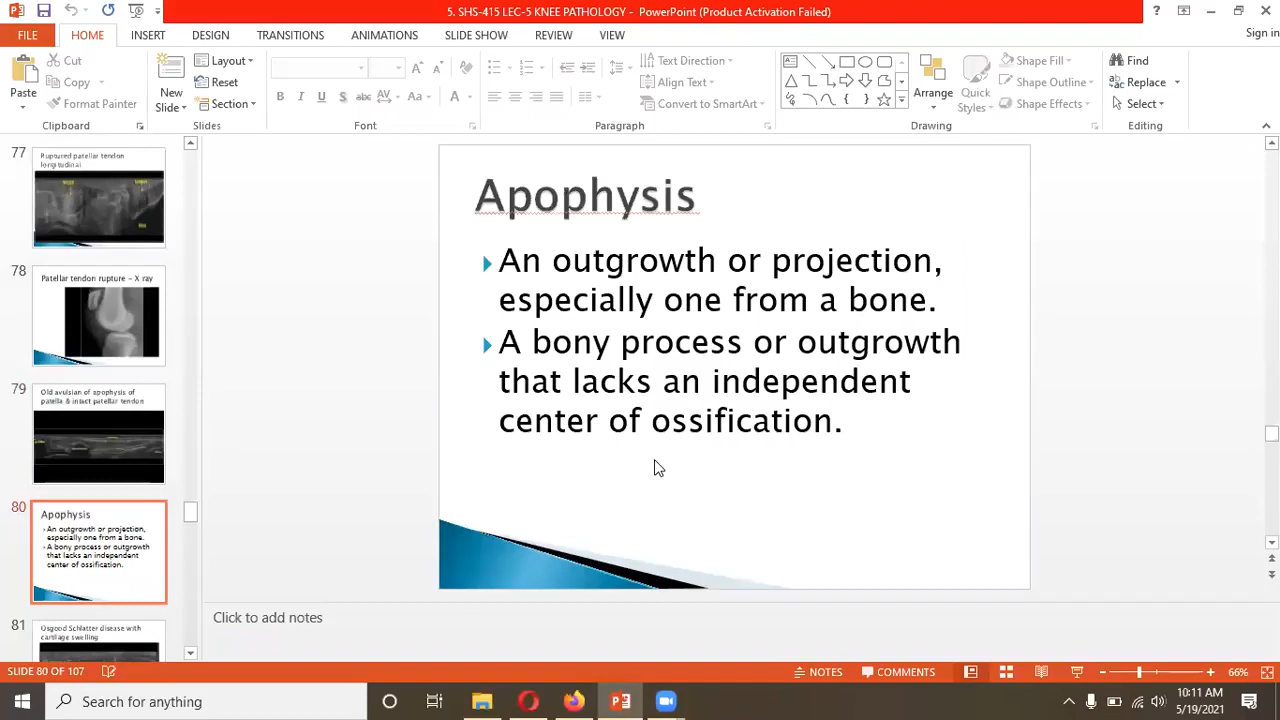 5. SHS-415 LEC-5 KNEE PATHOLOGY - PowerPoint (Product Activation Failed)
Sign in
FILE HOME INSERT DESIGN TRANSITIONS ANIMATIONS SLIDE SHOW REVIEW VIEW
Paste
Cut
Copy
Format Painter
Clipboard
New Slide
Layout
Reset
Section
Slides
B I U S abc AV Aa A
Font
Text Direction
Align Text
Convert to SmartArt
Paragraph
Arrange
Quick Styles
Shape Fill
Shape Outline
Shape Effects
Drawing
Find
Replace
Select
Editing
77
Ruptured patellar tendon
longitudinal
78
Patellar tendon rupture - X ray
79
Old avulsion of apophysis of
patella & intact patellar tendon
80
Apophysis
An outgrowth or projection,
especially one from a bone.
A bony process or outgrowth
that lacks an independent
center of ossification.
81
Osgood Schlatter disease with
cartilage swelling
Apophysis
An outgrowth or projection,
especially one from a bone.
A bony process or outgrowth
that lacks an independent
center of ossification.
Click to add notes
SLIDE 80 OF 107
NOTES
COMMENTS
66%
Search for anything
10:11 AM
5/19/2021